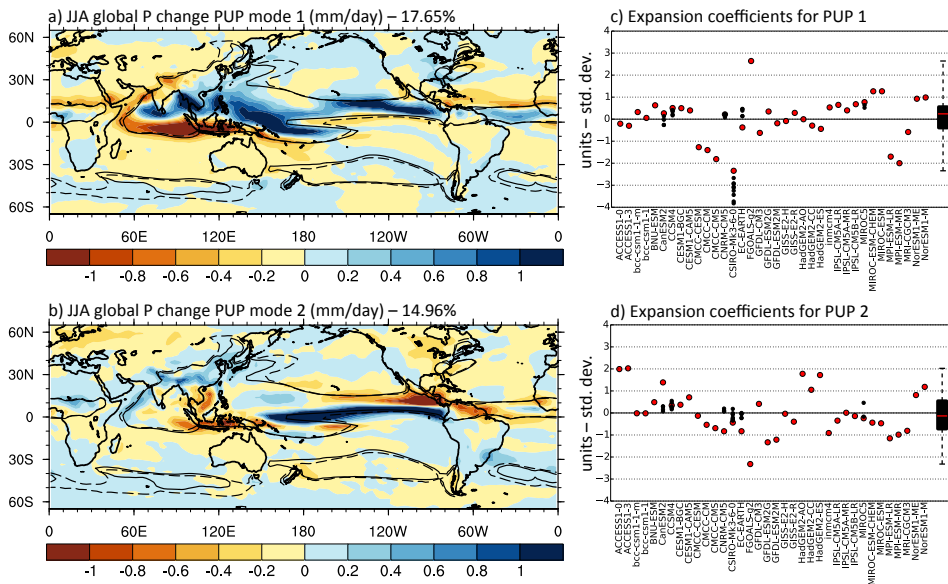 a) JJA global P change PUP mode 1 (mm/day) – 17.65%
60N
30N
0
30S
60S
0 60E 120E 180 120W 60W 0
-1 -0.8 -0.6 -0.4 -0.2 0 0.2 0.4 0.6 0.8 1
b) JJA global P change PUP mode 2 (mm/day) – 14.96%
60N
30N
0
30S
60S
0 60E 120E 180 120W 60W 0
-1 -0.8 -0.6 -0.4 -0.2 0 0.2 0.4 0.6 0.8 1
c) Expansion coefficients for PUP 1
units – std. dev.
4
3
2
1
0
−1
−2
−3
−4
ACCESS1-0
ACCESS1-3
bcc-csm1-1-m
bcc-csm1-1
BNU-ESM
CanESM2
CCSM4
CESM1-BGC
CESM1-CAM5
CMCC-CESM
CMCC-CM
CMCC-CMS
CNRM-CM5
CSIRO-Mk3-6-0
EC-EARTH
FGOALS-g2
GFDL-CM3
GFDL-ESM2G
GFDL-ESM2M
GISS-E2-H
GISS-E2-R
HadGEM2-AO
HadGEM2-CC
HadGEM2-ES
inmcm4
IPSL-CM5A-LR
IPSL-CM5A-MR
IPSL-CM5B-LR
MIROC5
MIROC-ESM-CHEM
MIROC-ESM
MPI-ESM-LR
MPI-ESM-MR
MRI-CGCM3
NorESM1-ME
NorESM1-M
d) Expansion coefficients for PUP 2
units – std. dev.
4
3
2
1
0
−1
−2
−3
−4
ACCESS1-0
ACCESS1-3
bcc-csm1-1-m
bcc-csm1-1
BNU-ESM
CanESM2
CCSM4
CESM1-BGC
CESM1-CAM5
CMCC-CESM
CMCC-CM
CMCC-CMS
CNRM-CM5
CSIRO-Mk3-6-0
EC-EARTH
FGOALS-g2
GFDL-CM3
GFDL-ESM2G
GFDL-ESM2M
GISS-E2-H
GISS-E2-R
HadGEM2-AO
HadGEM2-CC
HadGEM2-ES
inmcm4
IPSL-CM5A-LR
IPSL-CM5A-MR
IPSL-CM5B-LR
MIROC5
MIROC-ESM-CHEM
MIROC-ESM
MPI-ESM-LR
MPI-ESM-MR
MRI-CGCM3
NorESM1-ME
NorESM1-M